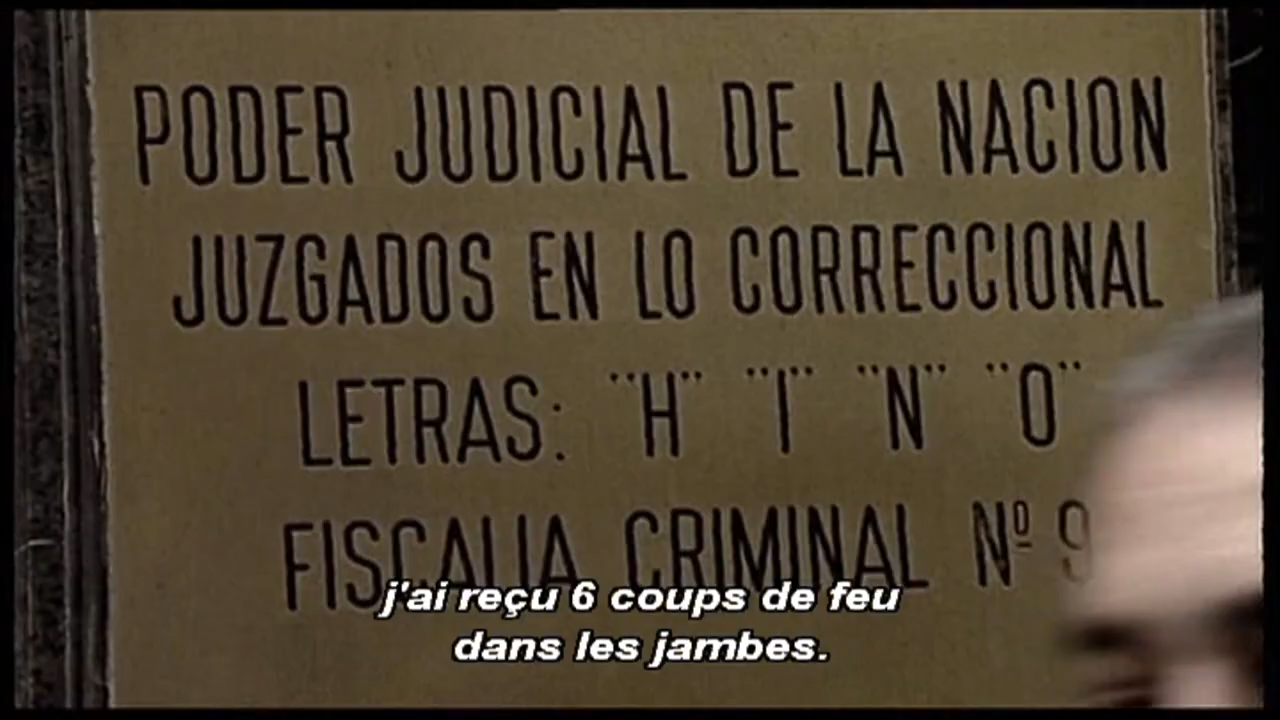 PODER JUDICIAL DE LA NACION
JUZGADOS EN LO CORRECCIONAL
LETRAS: ¨H¨ ¨I¨ ¨N¨ ¨O¨
FISCALIA CRIMINAL Nº 9
j'ai reçu 6 coups de feu
dans les jambes.